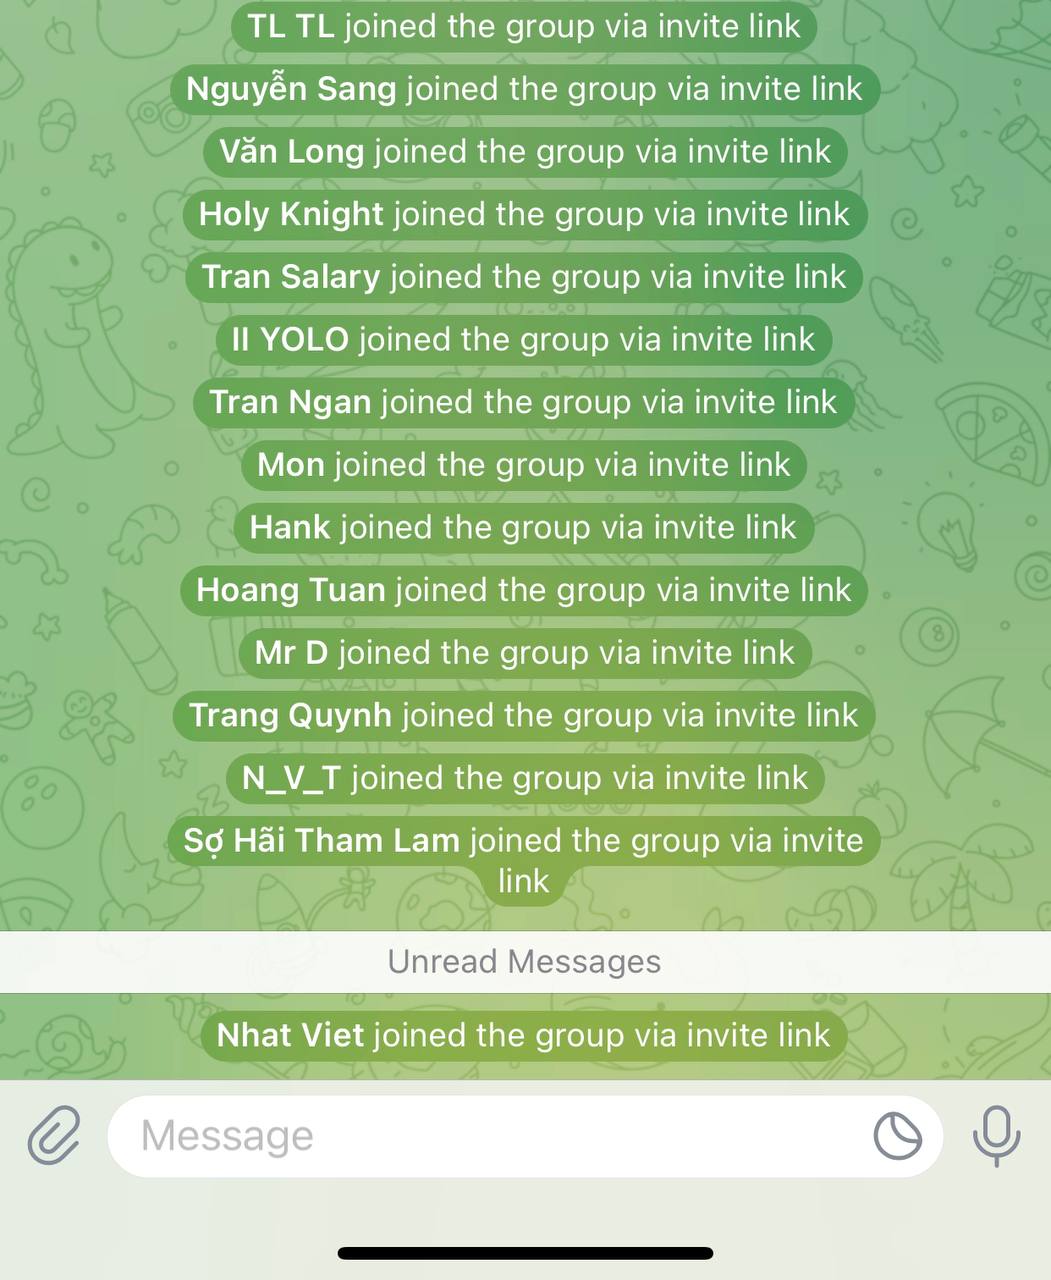 TL TL joined the group via invite link
Nguyễn Sang joined the group via invite link
Văn Long joined the group via invite link
Holy Knight joined the group via invite link
Tran Salary joined the group via invite link
II YOLO joined the group via invite link
Tran Ngan joined the group via invite link
Mon joined the group via invite link
Hank joined the group via invite link
Hoang Tuan joined the group via invite link
Mr D joined the group via invite link
Trang Quynh joined the group via invite link
N_V_T joined the group via invite link
Sợ Hãi Tham Lam joined the group via invite
link
Unread Messages
Nhat Viet joined the group via invite link
Message